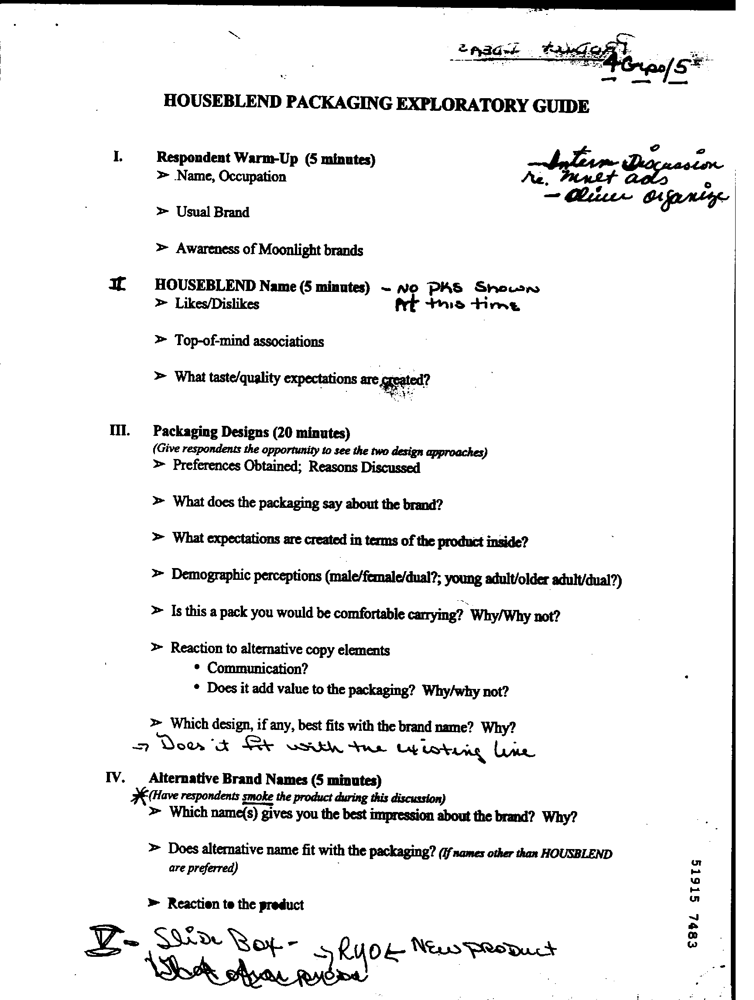 4 Grps/5
HOUSEBLEND PACKAGING EXPLORATORY GUIDE
I. Respondent Warm-Up (5 minutes)
➢ Name, Occupation
Discussion
re. mnet ads
- organize
➢ Usual Brand
➢ Awareness of Moonlight brands
II HOUSEBLEND Name (5 minutes) - NO PKS Shown
➢ Likes/Dislikes At this time
➢ Top-of-mind associations
➢ What taste/quality expectations are created?
III. Packaging Designs (20 minutes)
(Give respondents the opportunity to see the two design approaches)
➢ Preferences Obtained; Reasons Discussed
➢ What does the packaging say about the brand?
➢ What expectations are created in terms of the product inside?
➢ Demographic perceptions (male/female/dual?; young adult/older adult/dual?)
➢ Is this a pack you would be comfortable carrying? Why/Why not?
➢ Reaction to alternative copy elements
• Communication?
• Does it add value to the packaging? Why/why not?
➢ Which design, if any, best fits with the brand name? Why?
→ Does it fit with the existing line
IV. Alternative Brand Names (5 minutes)
*(Have respondents smoke the product during this discussion)
➢ Which name(s) gives you the best impression about the brand? Why?
➢ Does alternative name fit with the packaging? (If names other than HOUSBLEND
are preferred)
➢ Reaction to the product
V - Slide Box - → RYO New PRODUCT
51915 7483